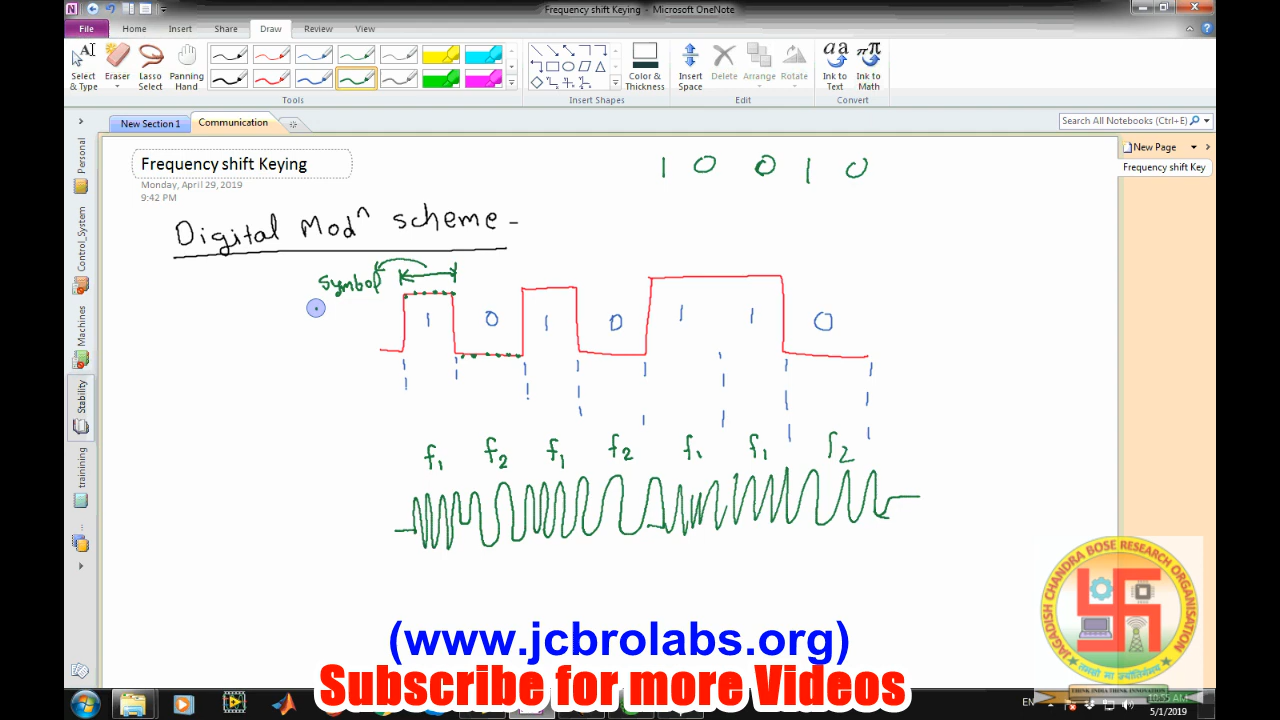 Frequency shift Keying - Microsoft OneNote
File Home Insert Share Draw Review View
Select & Type Eraser Lasso Select Panning Hand Color & Thickness Insert Space Delete Arrange Rotate Ink to Text Ink to Math
Tools Insert Shapes Edit Convert
New Section 1 Communication Search All Notebooks (Ctrl+E)
New Page
Frequency shift Key
Personal
Control_System
Machines
Stability
trainining
Frequency shift Keying
Monday, April 29, 2019
9:42 PM
1 0 0 1 0
Digital Modⁿ scheme -
Symbol
1 0 1 0 1 1 0
f₁ f₂ f₁ f₂ f₁ f₁ f₂
(www.jcbrolabs.org)
Subscribe for more Videos
JAGADISH CHANDRA BOSE RESEARCH ORGANISATION
THINK INDIA THINK INNOVATION
EN
10:55 AM
5/1/2019